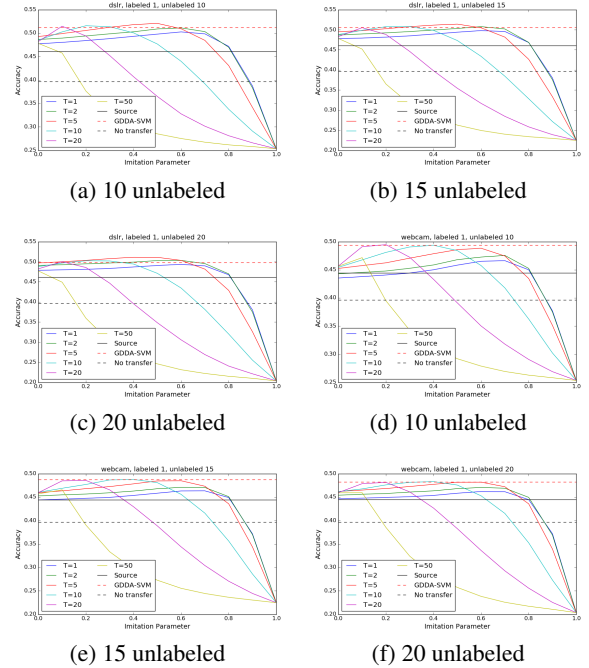 dslr, labeled 1, unlabeled 10
0.55
0.50
0.45
0.40
0.35
0.30
0.25
Accuracy
T=1 T=50
T=2 Source
T=5 GDDA-SVM
T=10 No transfer
T=20
0.0 0.2 0.4 0.6 0.8 1.0
Imitation Parameter
(a) 10 unlabeled
dslr, labeled 1, unlabeled 15
0.55
0.50
0.45
0.40
0.35
0.30
0.25
0.20
Accuracy
T=1 T=50
T=2 Source
T=5 GDDA-SVM
T=10 No transfer
T=20
0.0 0.2 0.4 0.6 0.8 1.0
Imitation Parameter
(b) 15 unlabeled
dslr, labeled 1, unlabeled 20
0.55
0.50
0.45
0.40
0.35
0.30
0.25
0.20
Accuracy
T=1 T=50
T=2 Source
T=5 GDDA-SVM
T=10 No transfer
T=20
0.0 0.2 0.4 0.6 0.8 1.0
Imitation Parameter
(c) 20 unlabeled
webcam, labeled 1, unlabeled 10
0.50
0.45
0.40
0.35
0.30
0.25
Accuracy
T=1 T=50
T=2 Source
T=5 GDDA-SVM
T=10 No transfer
T=20
0.0 0.2 0.4 0.6 0.8 1.0
Imitation Parameter
(d) 10 unlabeled
webcam, labeled 1, unlabeled 15
0.50
0.45
0.40
0.35
0.30
0.25
0.20
Accuracy
T=1 T=50
T=2 Source
T=5 GDDA-SVM
T=10 No transfer
T=20
0.0 0.2 0.4 0.6 0.8 1.0
Imitation Parameter
(e) 15 unlabeled
webcam, labeled 1, unlabeled 20
0.50
0.45
0.40
0.35
0.30
0.25
0.20
Accuracy
T=1 T=50
T=2 Source
T=5 GDDA-SVM
T=10 No transfer
T=20
0.0 0.2 0.4 0.6 0.8 1.0
Imitation Parameter
(f) 20 unlabeled